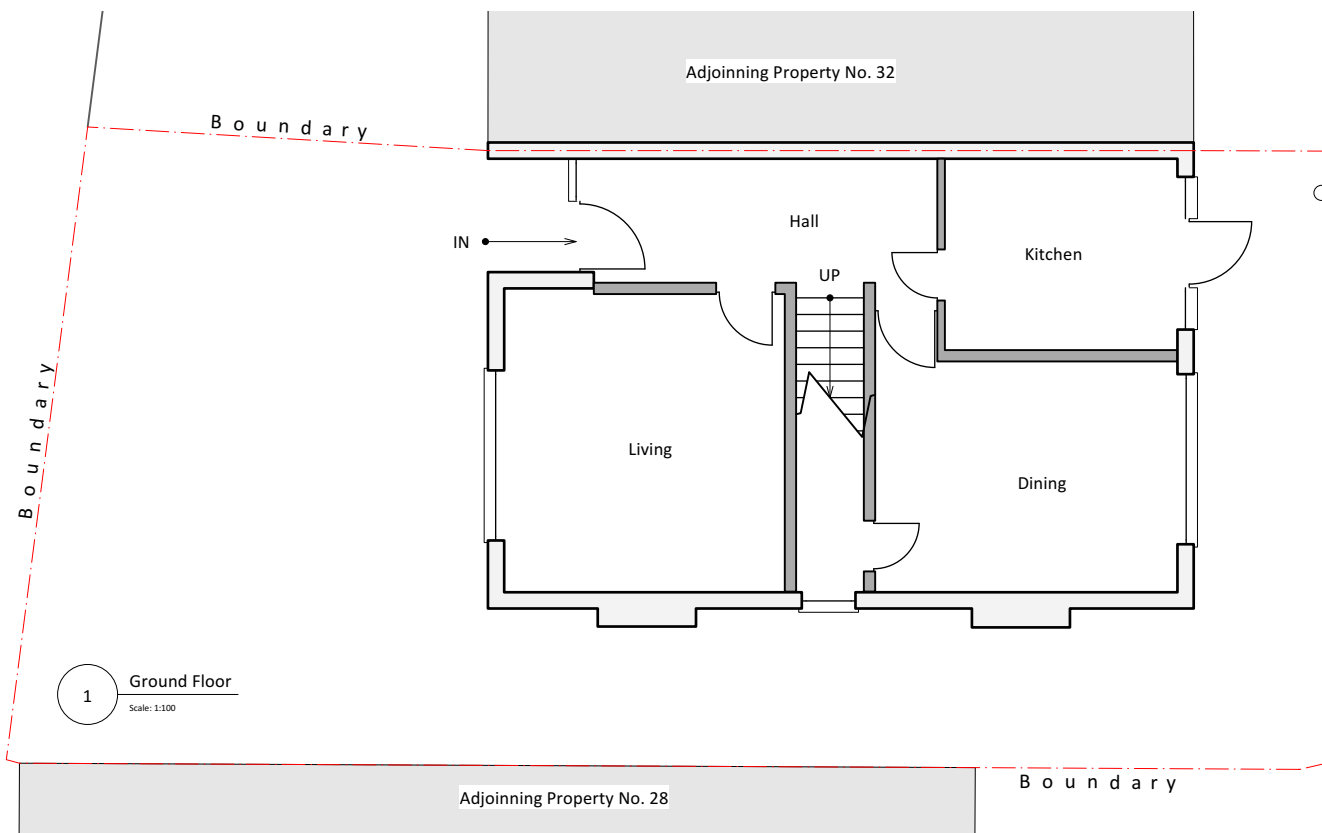 Adjoinning Property No. 32
Boundary
Hall
IN
Kitchen
UP
Boundary
Living
Dining
1
Ground Floor
Scale: 1:100
Boundary
Adjoinning Property No. 28